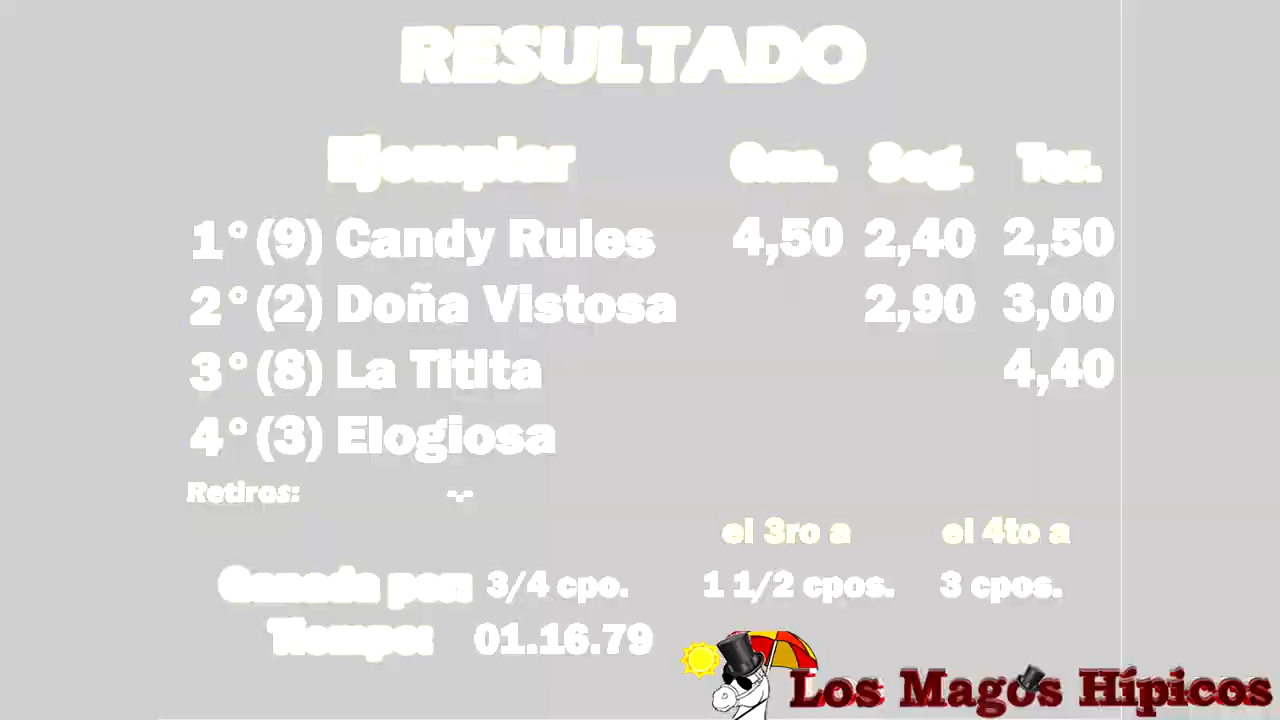 RESULTADO
Ejemplar Gan. Seg. Ter.
1° (9) Candy Rules 4,50 2,40 2,50
2° (2) Doña Vistosa 2,90 3,00
3° (8) La Titita 4,40
4° (3) Elogiosa
Retiros: -.-
el 3ro a el 4to a
Ganada por: 3/4 cpo. 1 1/2 cpos. 3 cpos.
Tiempo: 01.16.79
Los Magos Hípicos